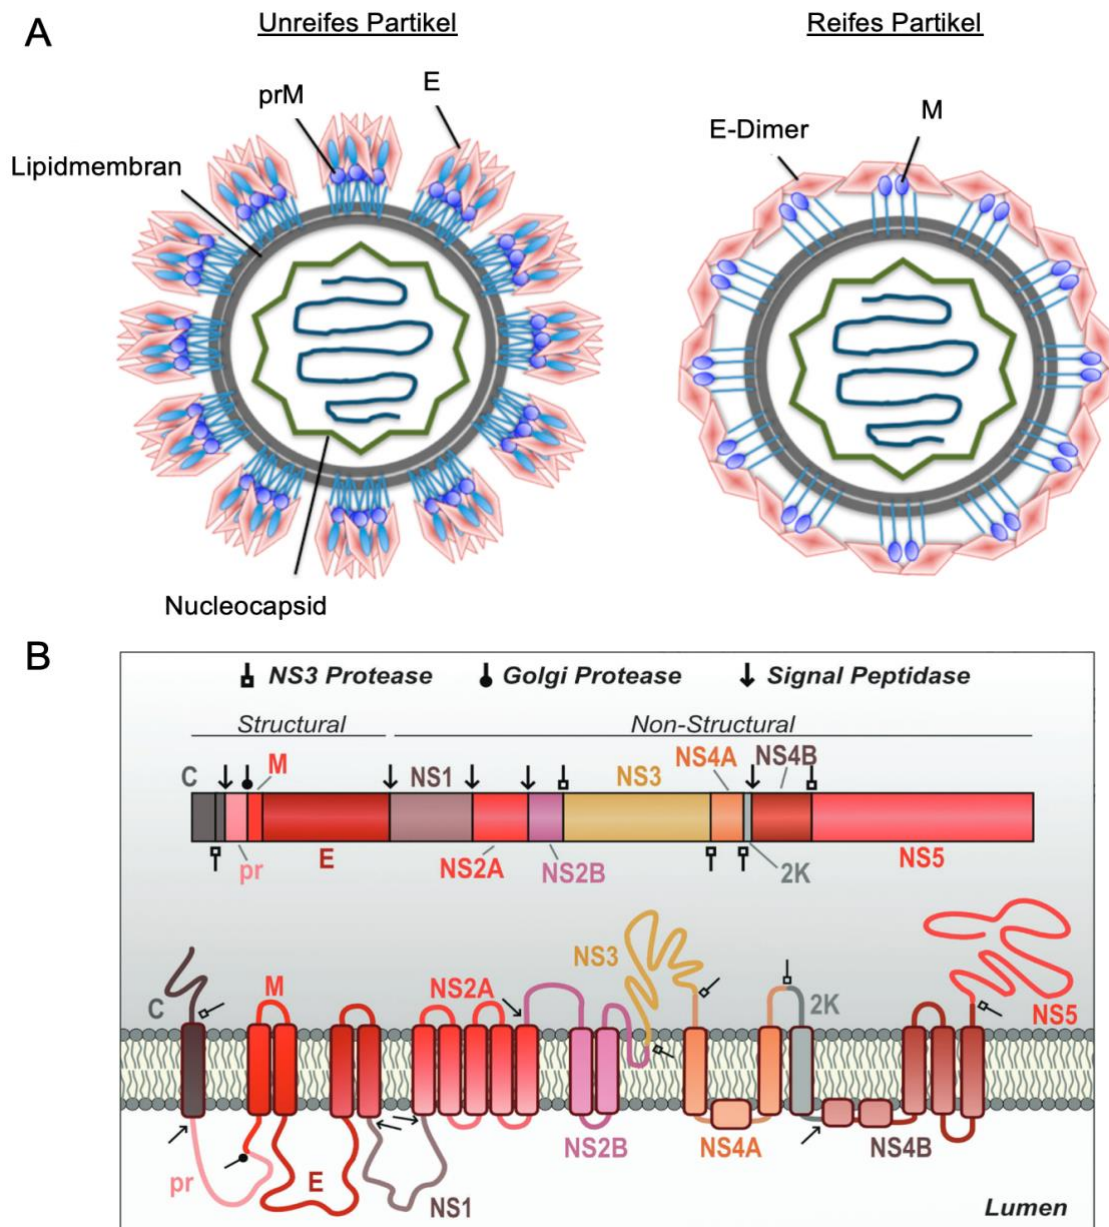 A
Unreifes Partikel
Reifes Partikel
prM
E
Lipidmembran
Nucleocapsid
E-Dimer
M
B
NS3 Protease
Golgi Protease
Signal Peptidase
Structural
Non-Structural
C
M
NS1
NS3
NS4A
NS4B
pr
E
NS2A
NS2B
2K
NS5
C
M
NS2A
NS3
2K
NS5
pr
E
NS1
NS2B
NS4A
NS4B
Lumen